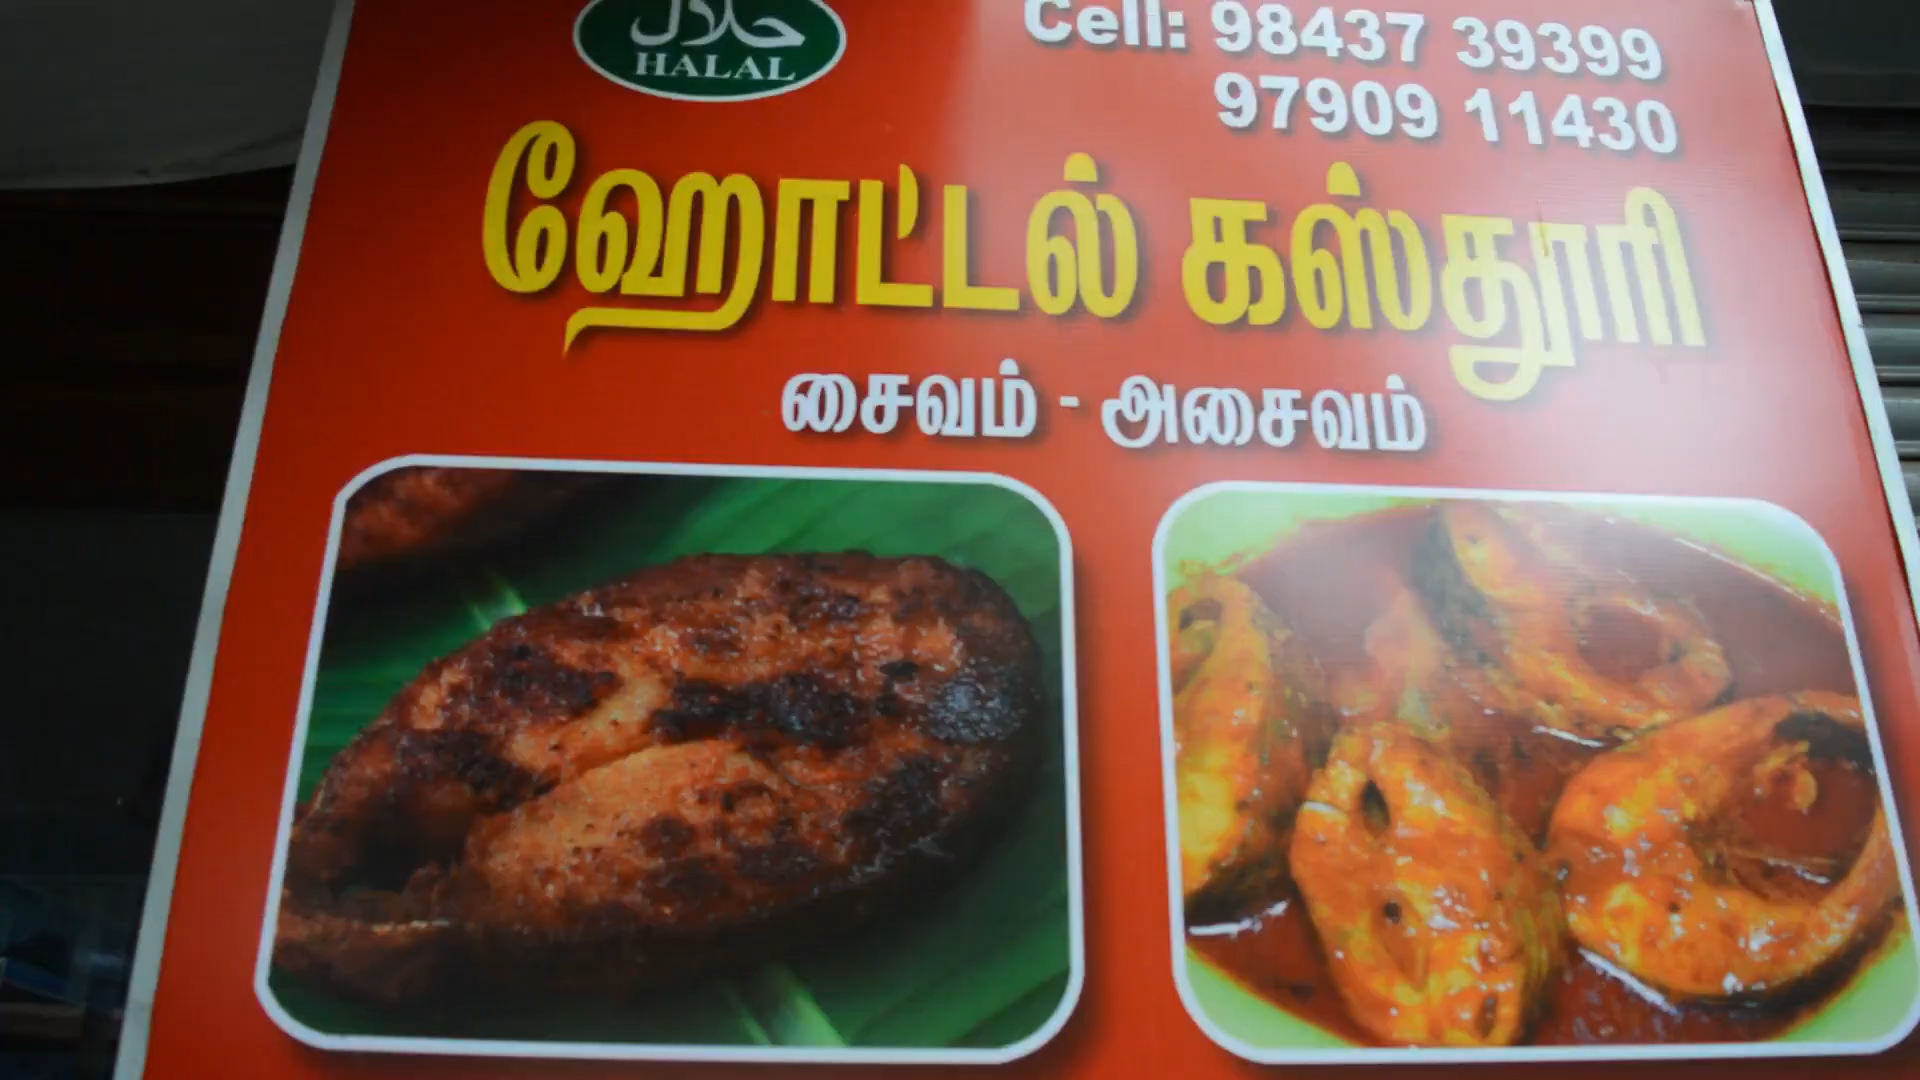 حلال
HALAL
Cell: 98437 39399
97909 11430
ஹோட்டல் கஸ்தூரி
சைவம் - அசைவம்